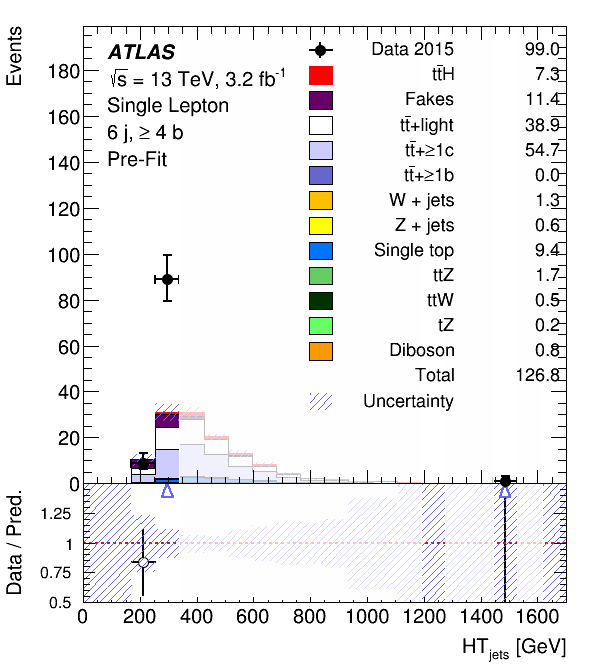 Events
ATLAS
√s = 13 TeV, 3.2 fb⁻¹
Single Lepton
6 j, ≥ 4 b
Pre-Fit
Data 2015 99.0
tt̄H 7.3
Fakes 11.4
tt̄+light 38.9
tt̄+≥1c 54.7
tt̄+≥1b 0.0
W + jets 1.3
Z + jets 0.6
Single top 9.4
ttZ 1.7
ttW 0.5
tZ 0.2
Diboson 0.8
Total 126.8
Uncertainty
180
160
140
120
100
80
60
40
20
0
Data / Pred.
1.25
1
0.75
0.5
0 200 400 600 800 1000 1200 1400 1600
HT_jets [GeV]